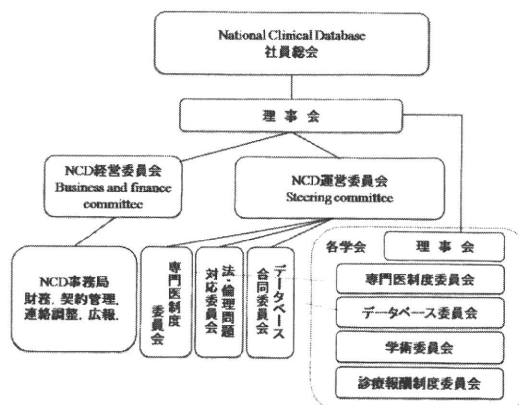 National Clinical Database
社員総会
理 事 会
NCD経営委員会
Business and finance
committee
NCD運営委員会
Steering committee
NCD事務局
財務, 契約管理,
連絡調整, 広報.
専門医制度
委員会
法・倫理問題
対応委員会
データベース
合同委員会
各学会
理 事 会
専門医制度委員会
データベース委員会
学術委員会
診療報酬制度委員会